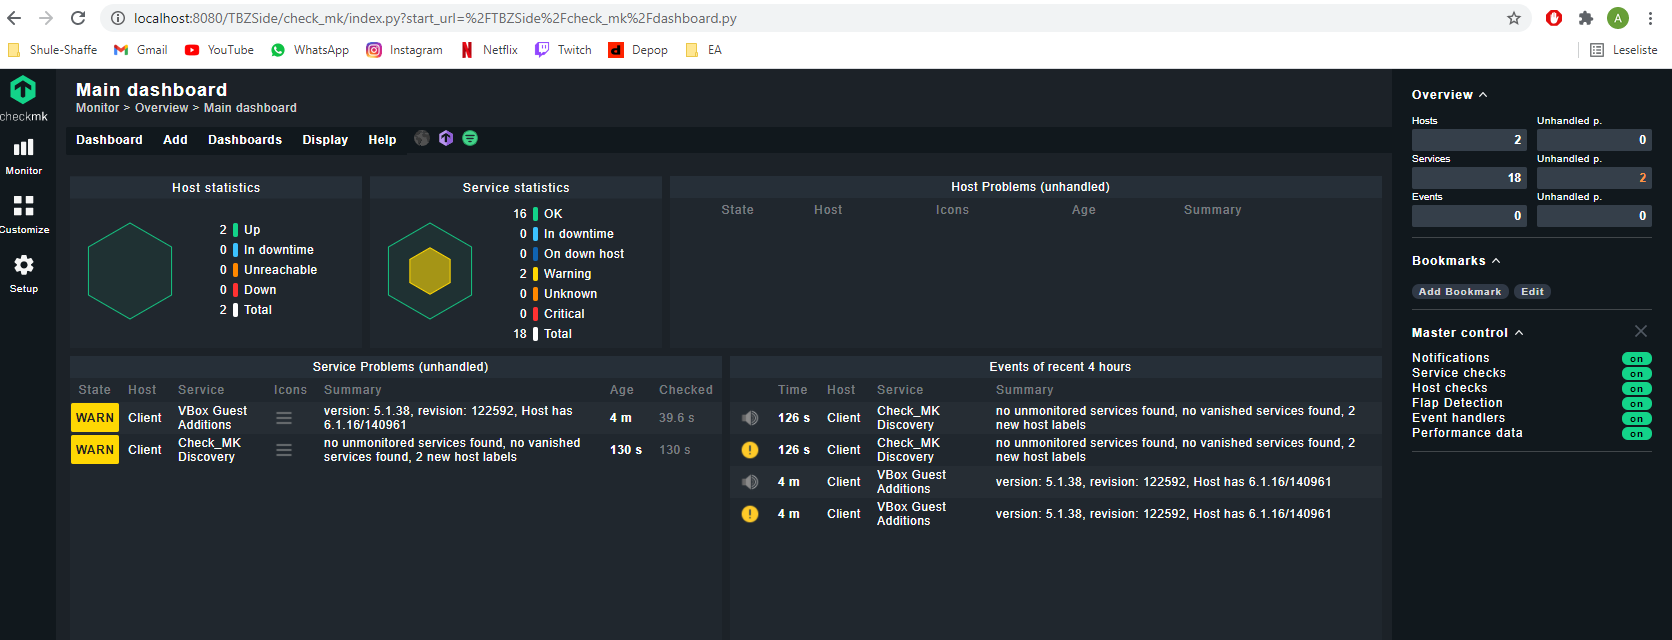 localhost:8080/TBZSide/check_mk/index.py?start_url=%2FTBZSide%2Fcheck_mk%2Fdashboard.py
A
Shule-Shaffe Gmail YouTube WhatsApp Instagram Netflix Twitch Depop EA Leseliste
checkmk
Monitor
Customize
Setup
Main dashboard
Monitor > Overview > Main dashboard
Dashboard Add Dashboards Display Help
Host statistics
2 Up
0 In downtime
0 Unreachable
0 Down
2 Total
Service statistics
16 OK
0 In downtime
0 On down host
2 Warning
0 Unknown
0 Critical
18 Total
Host Problems (unhandled)
State Host Icons Age Summary
Service Problems (unhandled)
State Host Service Icons Summary Age Checked
WARN Client VBox Guest Additions version: 5.1.38, revision: 122592, Host has 6.1.16/140961 4 m 39.6 s
WARN Client Check_MK Discovery no unmonitored services found, no vanished services found, 2 new host labels 130 s 130 s
Events of recent 4 hours
Time Host Service Summary
126 s Client Check_MK Discovery no unmonitored services found, no vanished services found, 2 new host labels
126 s Client Check_MK Discovery no unmonitored services found, no vanished services found, 2 new host labels
4 m Client VBox Guest Additions version: 5.1.38, revision: 122592, Host has 6.1.16/140961
4 m Client VBox Guest Additions version: 5.1.38, revision: 122592, Host has 6.1.16/140961
Overview
Hosts Unhandled p.
2 0
Services Unhandled p.
18 2
Events Unhandled p.
0 0
Bookmarks
Add Bookmark Edit
Master control
Notifications on
Service checks on
Host checks on
Flap Detection on
Event handlers on
Performance data on